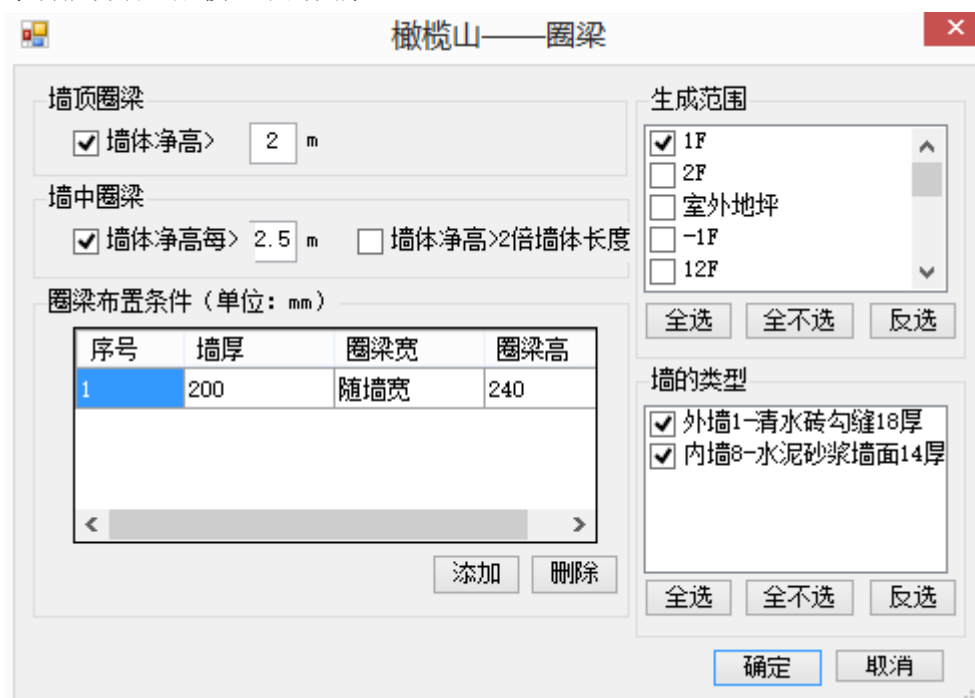 橄榄山——圈梁
墙顶圈梁
墙体净高> 2 m
墙中圈梁
墙体净高每> 2.5 m 墙体净高>2倍墙体长度
圈梁布置条件（单位：mm）
序号 墙厚 圈梁宽 圈梁高
1 200 随墙宽 240
添加 删除
生成范围
1F
2F
室外地坪
-1F
12F
全选 全不选 反选
墙的类型
外墙1-清水砖勾缝18厚
内墙8-水泥砂浆墙面14厚
全选 全不选 反选
确定 取消